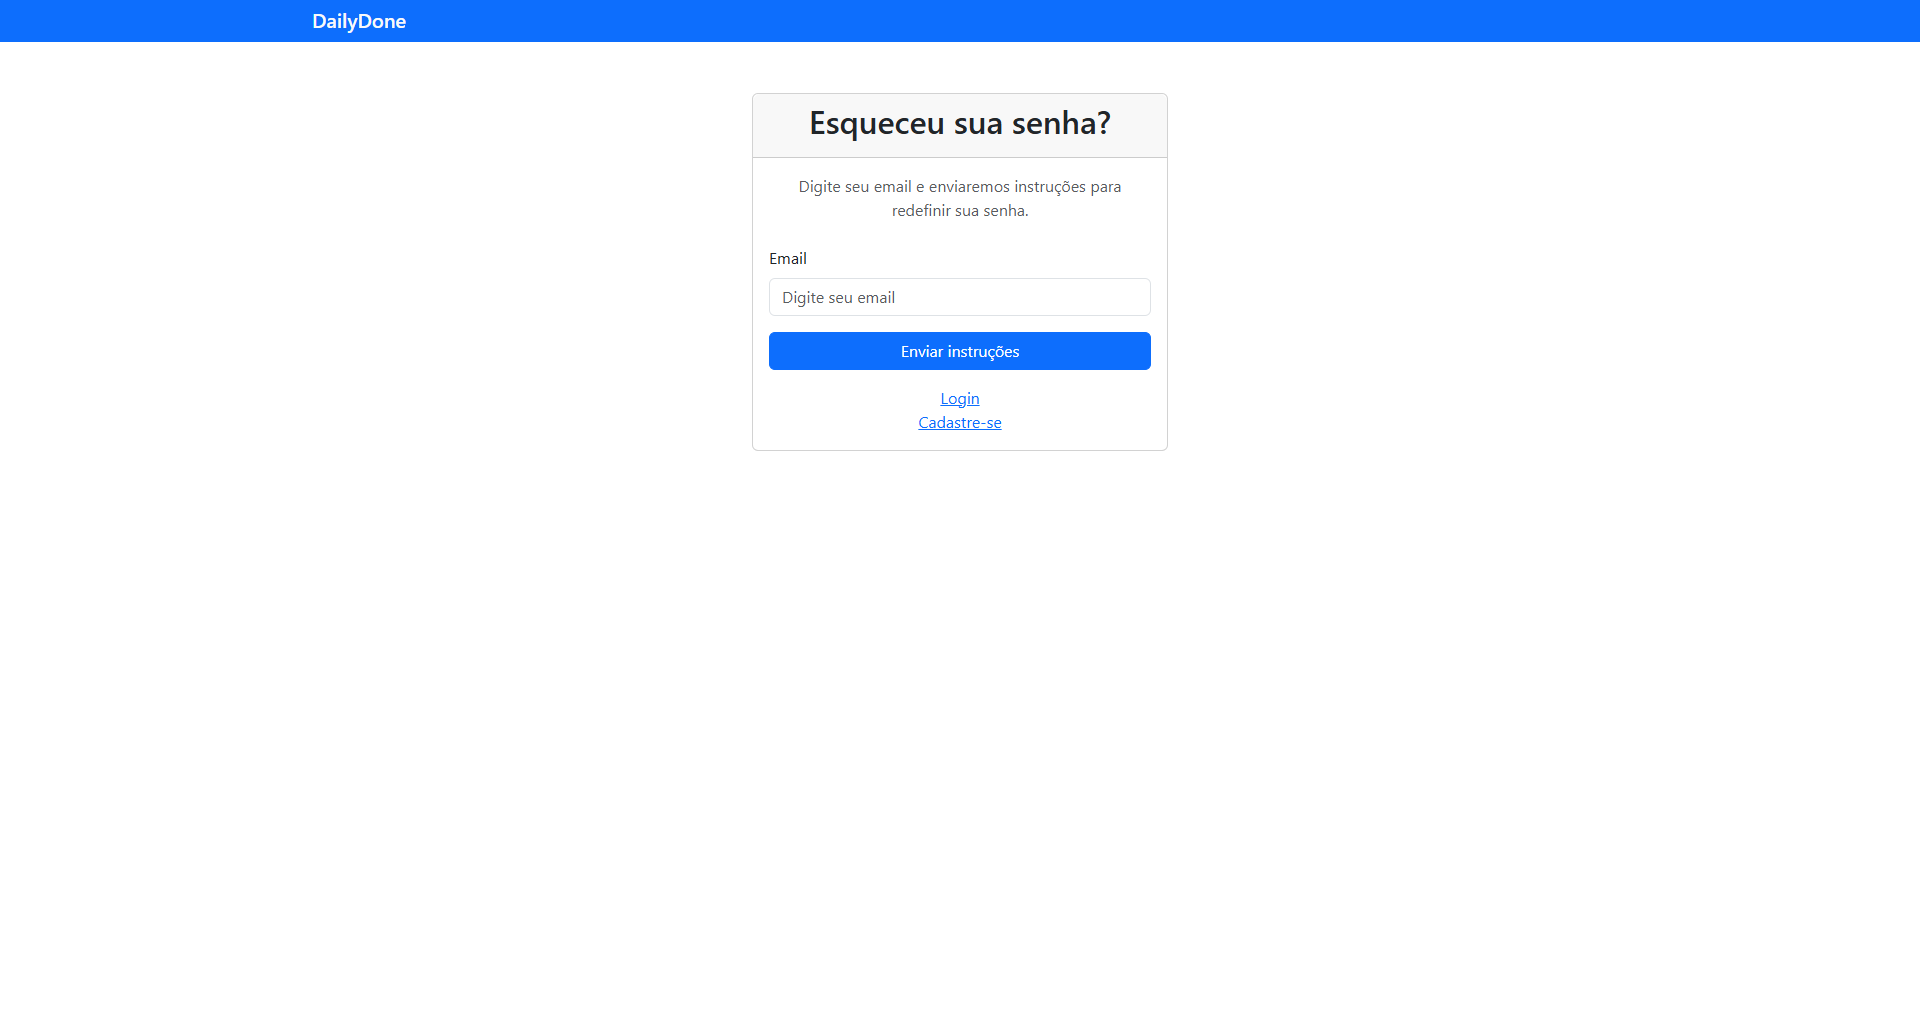 DailyDone
Esqueceu sua senha?
Digite seu email e enviaremos instruções para
redefinir sua senha.
Email
Digite seu email
Enviar instruções
Login
Cadastre-se